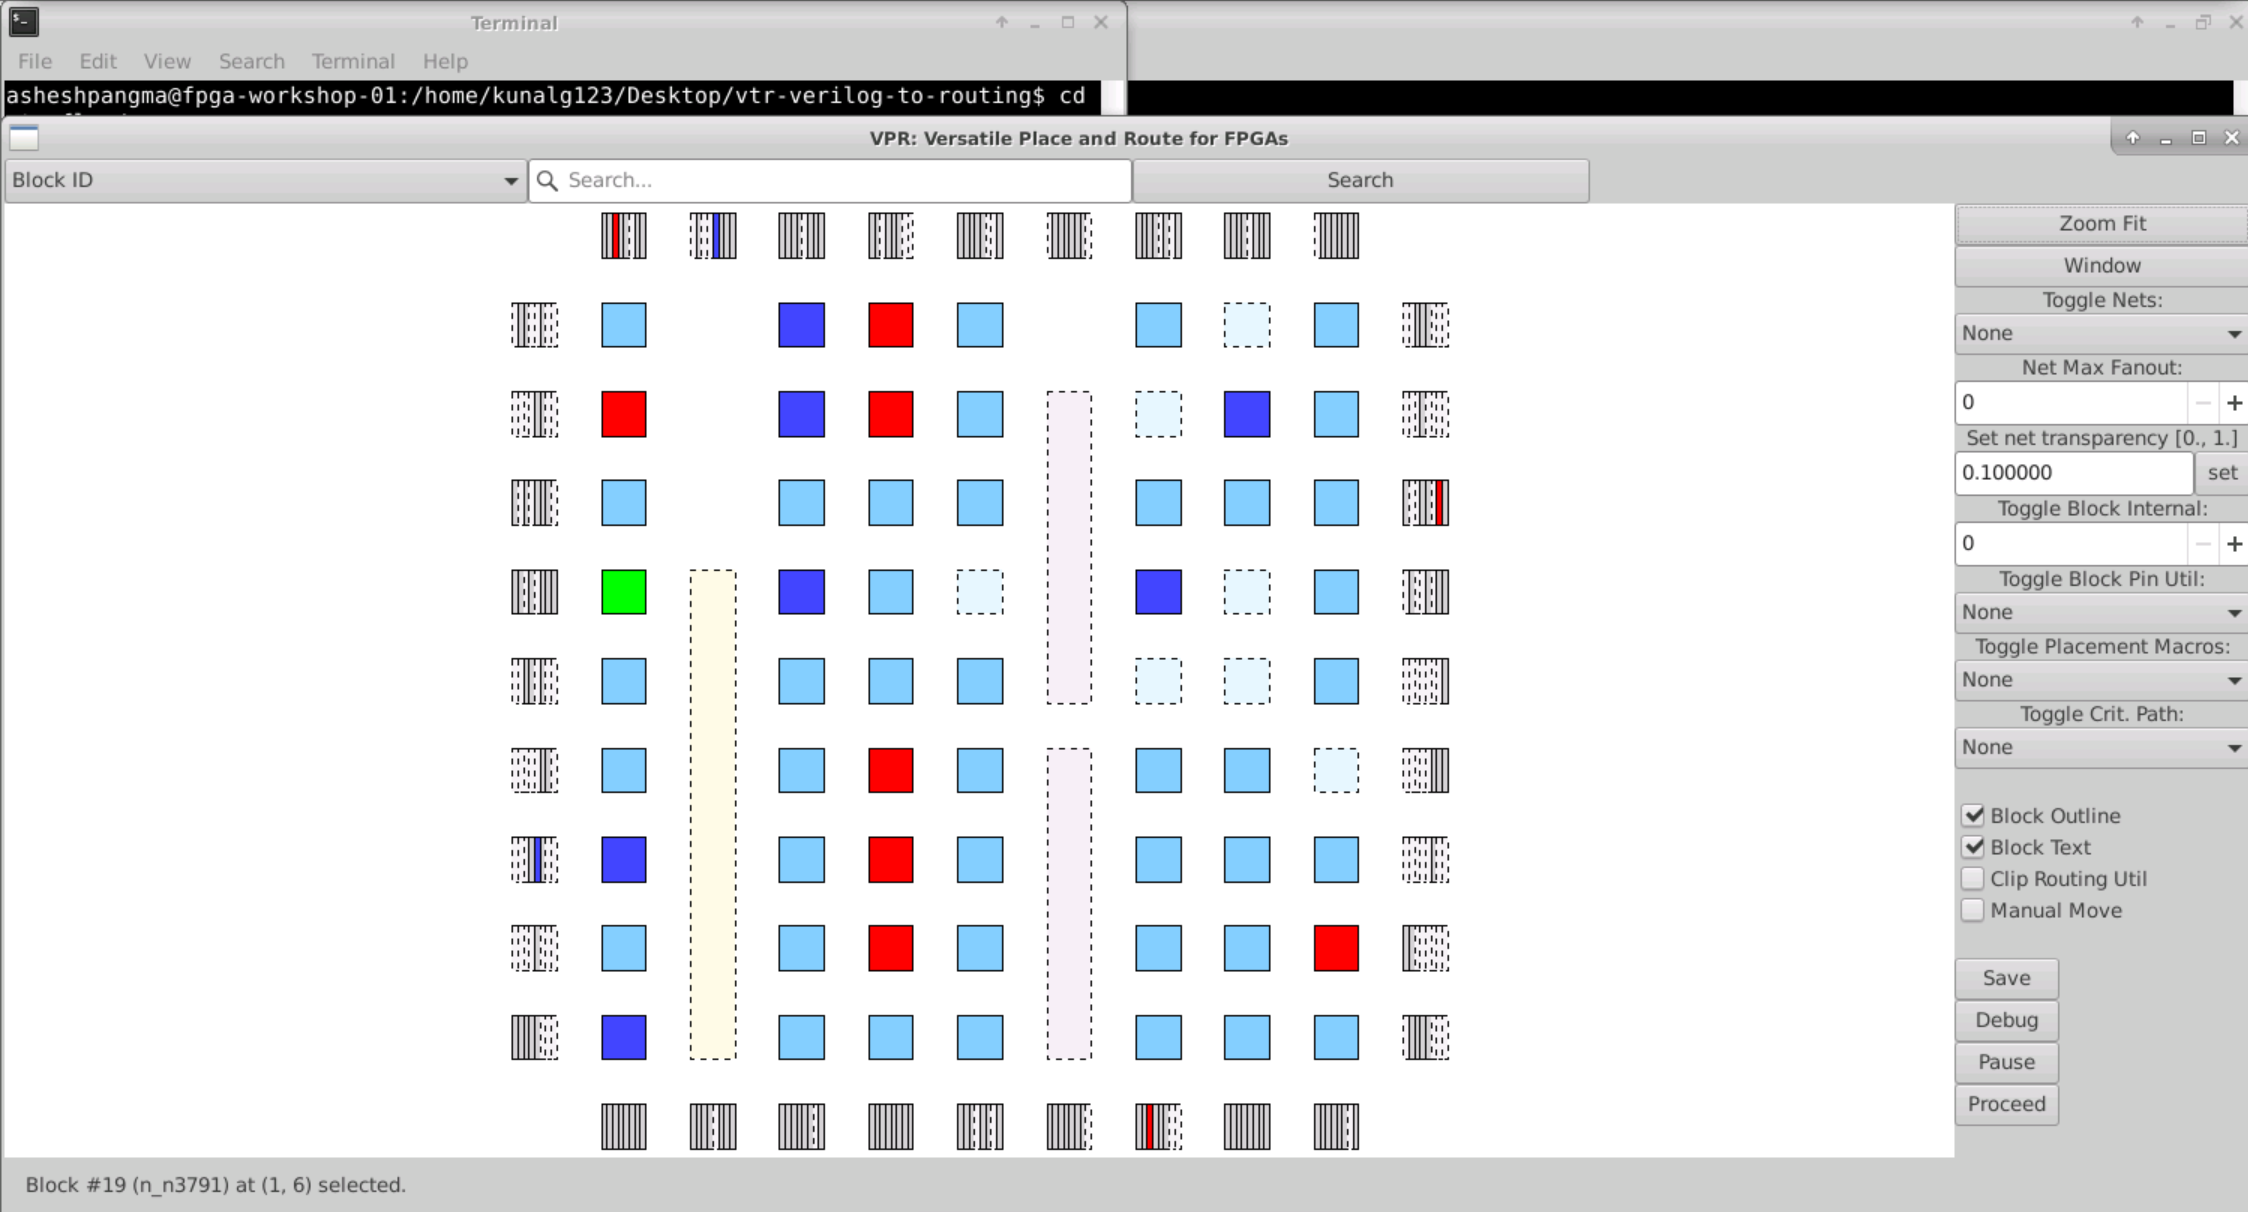 Terminal
File Edit View Search Terminal Help
asheshpangma@fpga-workshop-01:/home/kunalg123/Desktop/vtr-verilog-to-routing$ cd
VPR: Versatile Place and Route for FPGAs
Block ID
Search...
Search
Zoom Fit
Window
Toggle Nets:
None
Net Max Fanout:
0
Set net transparency [0., 1.]
0.100000 set
Toggle Block Internal:
0
Toggle Block Pin Util:
None
Toggle Placement Macros:
None
Toggle Crit. Path:
None
Block Outline
Block Text
Clip Routing Util
Manual Move
Save
Debug
Pause
Proceed
Block #19 (n_n3791) at (1, 6) selected.